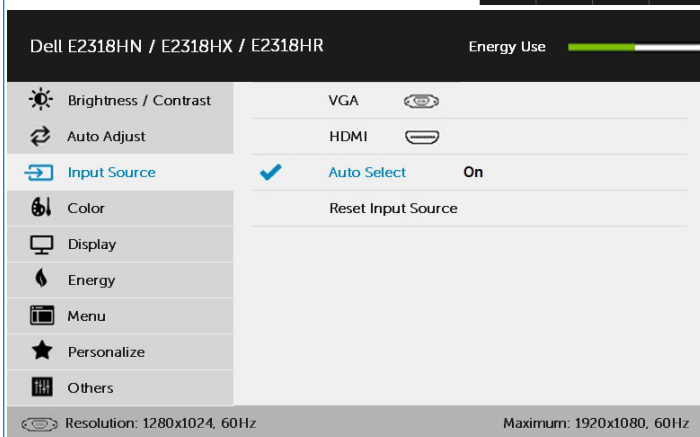 Dell E2318HN / E2318HX / E2318HR Energy Use
Brightness / Contrast VGA
Auto Adjust HDMI
Input Source Auto Select On
Color Reset Input Source
Display
Energy
Menu
Personalize
Others
Resolution: 1280x1024, 60Hz Maximum: 1920x1080, 60Hz